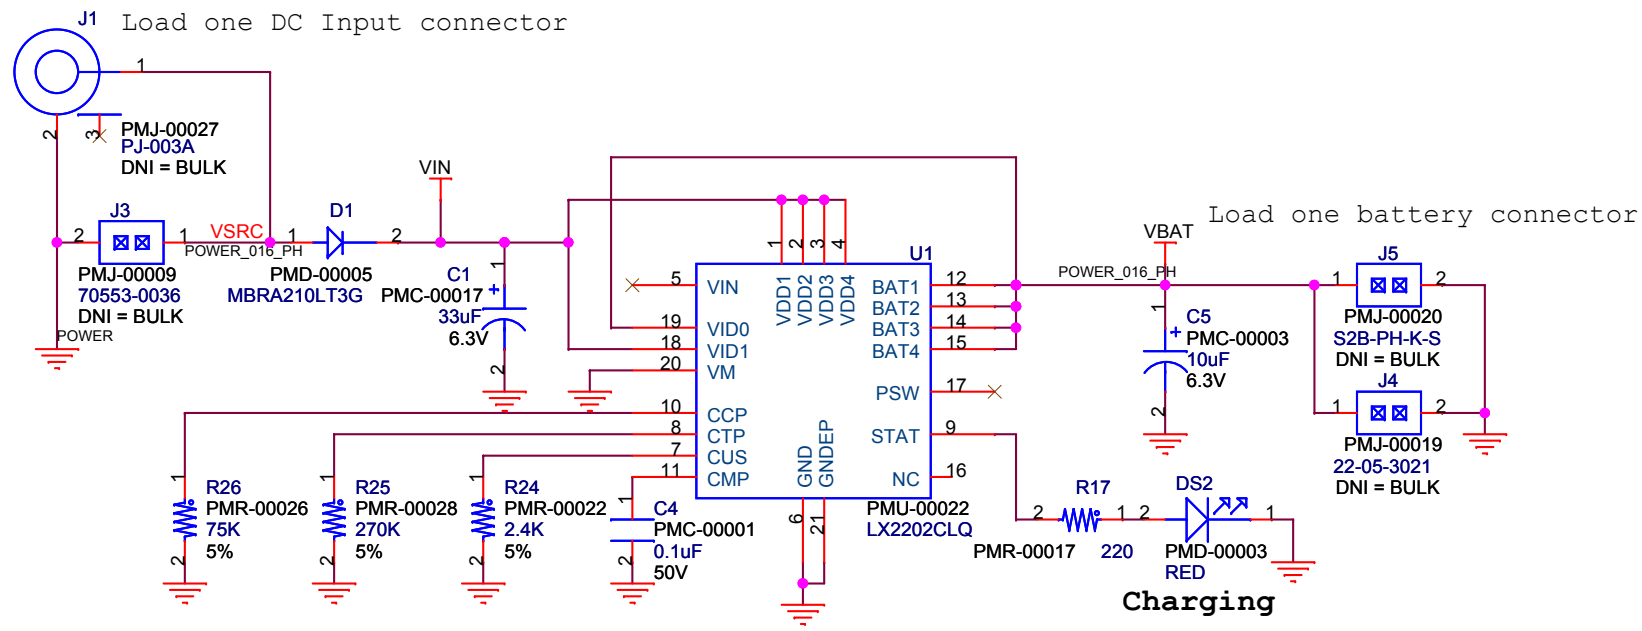 J1
Load one DC Input connector
1
2
3
PMJ-00027
PJ-003A
DNI = BULK
VIN
J3
2
1
VSRC
POWER_016_PH
PMJ-00009
70553-0036
DNI = BULK
POWER
D1
1
2
PMD-00005
MBRA210LT3G
C1
1
PMC-00017
+
33uF
6.3V
2
Load one battery connector
VBAT
POWER_016_PH
U1
1
2
3
4
VDD1
VDD2
VDD3
VDD4
5
VIN
19
VID0
18
VID1
20
VM
10
CCP
8
CTP
7
CUS
11
CMP
BAT1
12
BAT2
13
BAT3
14
BAT4
15
PSW
17
STAT
9
NC
16
GND
GNDEP
6
21
PMU-00022
LX2202CLQ
1
C5
+
PMC-00003
10uF
6.3V
2
J5
1
2
PMJ-00020
S2B-PH-K-S
DNI = BULK
J4
1
2
PMJ-00019
22-05-3021
DNI = BULK
1
R26
PMR-00026
75K
5%
2
1
R25
PMR-00028
270K
5%
2
1
R24
PMR-00022
2.4K
5%
2
1
C4
PMC-00001
0.1uF
50V
2
R17
2
1
PMR-00017
220
DS2
2
1
PMD-00003
RED
Charging